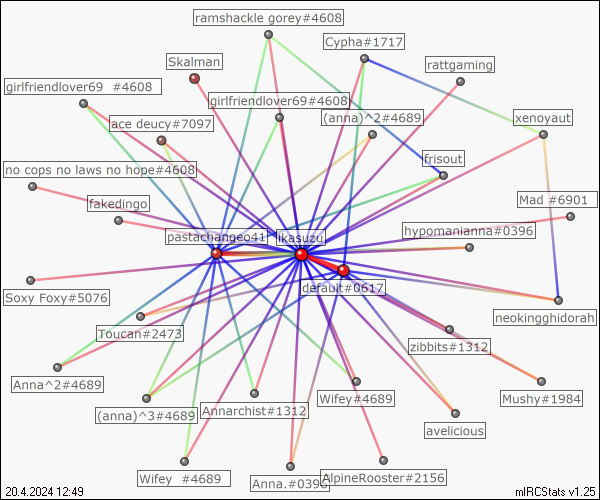 ramshackle gorey#4608
Cypha#1717
Skalman
rattgaming
girlfriendlover69 #4608
girlfriendlover69#4608
ace deucy#7097
(anna)^2#4689
xenoyaut
no cops no laws no hope#4608
frisout
fakedingo
Mad #6901
pastachangeo41
ikasuzu
hypomanianna#0396
Soxy Foxy#5076
default#0617
neokingghidorah
Toucan#2473
zibbits#1312
Anna^2#4689
(anna)^3#4689
Annarchist#1312
Wifey#4689
Mushy#1984
avelicious
Wifey #4689
Anna.#0396
AlpineRooster#2156
20.4.2024 12:49
mIRCStats v1.25